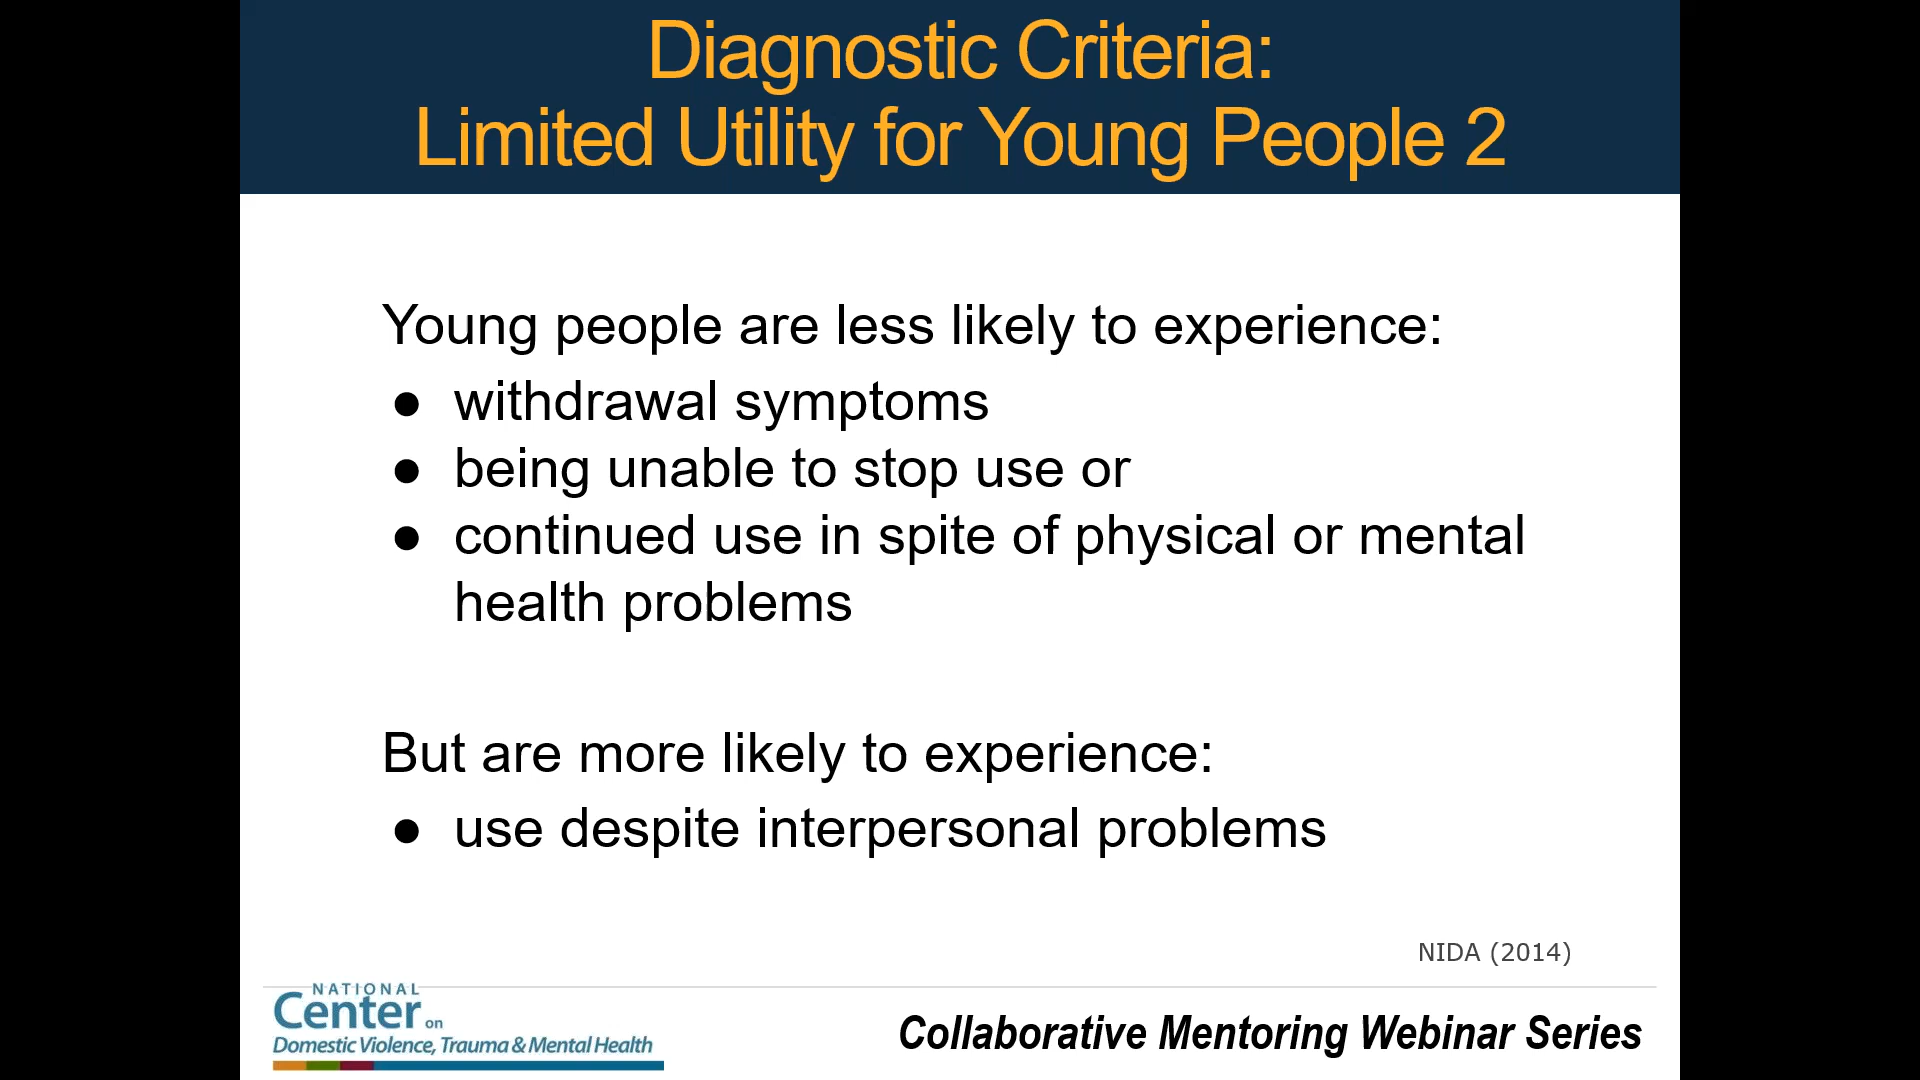 Diagnostic Criteria:
Limited Utility for Young People 2
Young people are less likely to experience:
● withdrawal symptoms
● being unable to stop use or
● continued use in spite of physical or mental
health problems
But are more likely to experience:
● use despite interpersonal problems
NIDA (2014)
NATIONAL
Center on
Domestic Violence, Trauma & Mental Health
Collaborative Mentoring Webinar Series